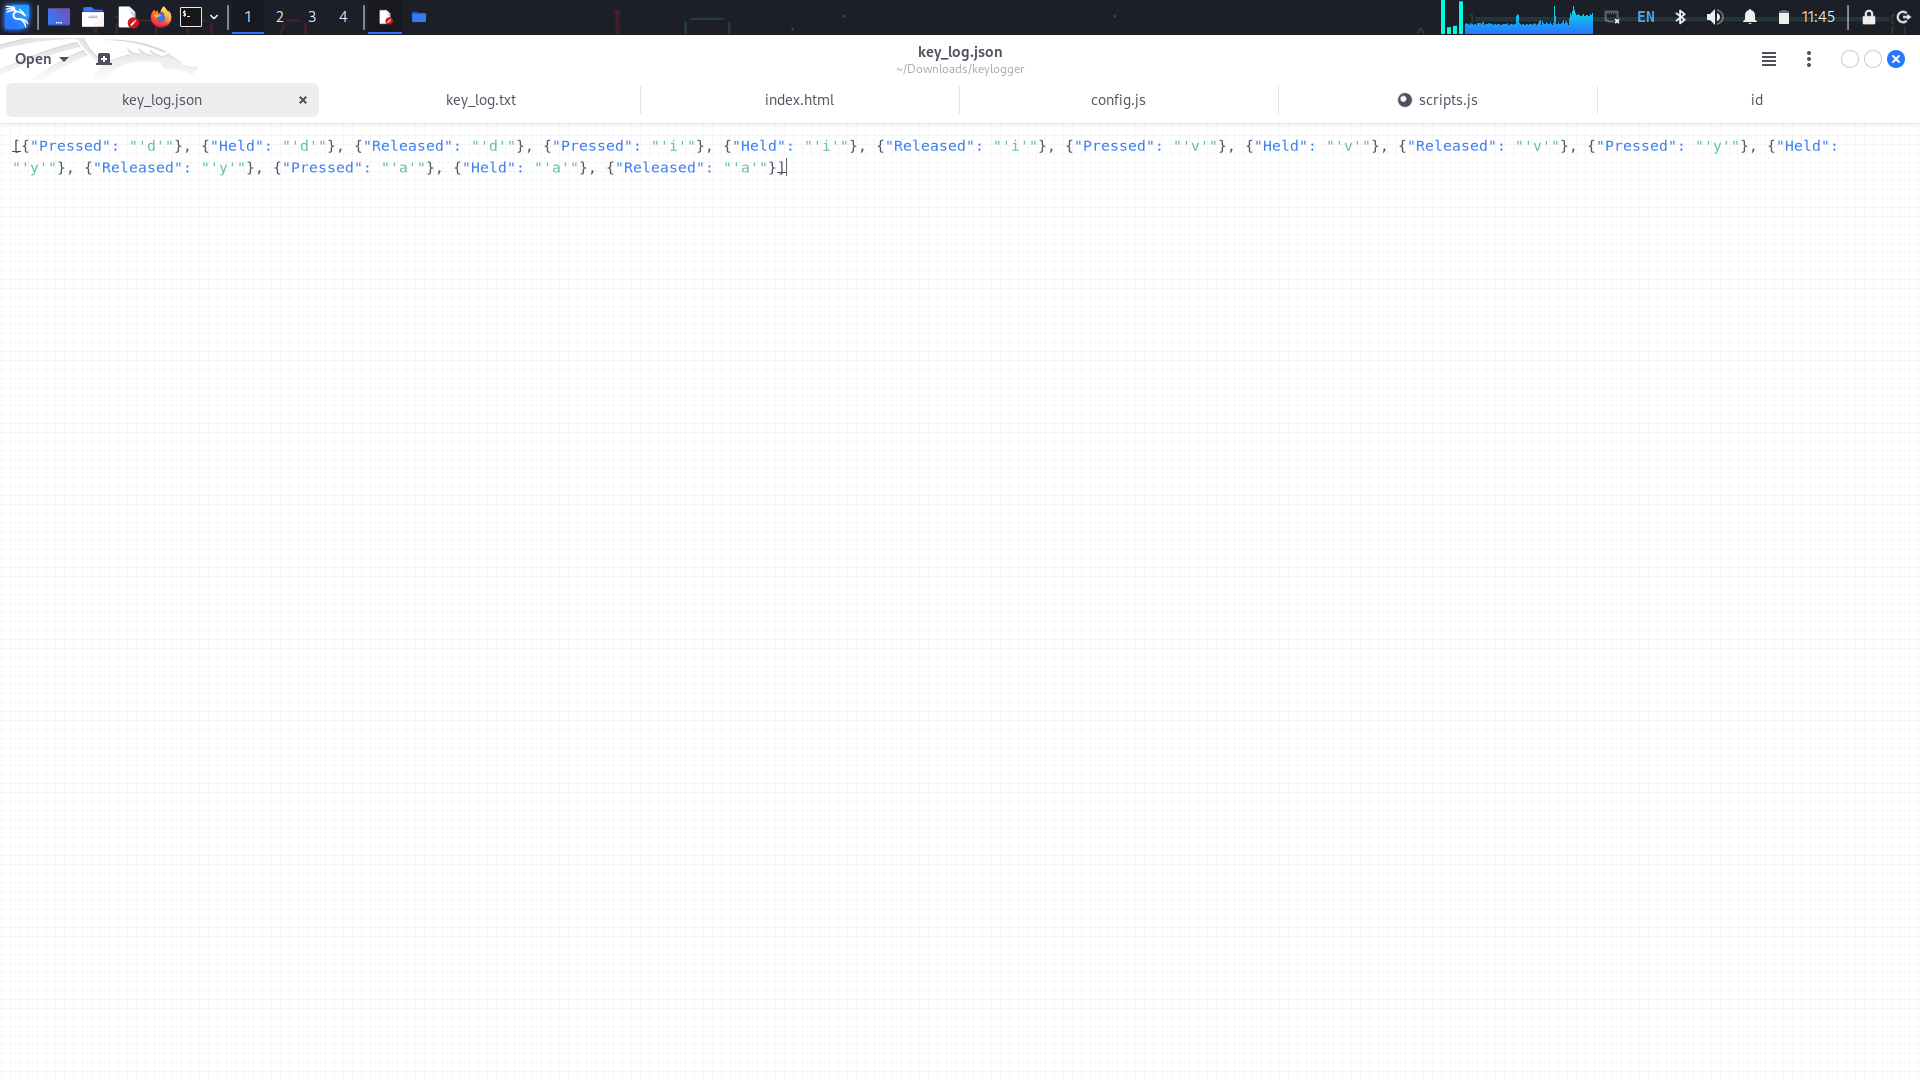 1 2 3 4 EN 11:45
Open
key_log.json
~/Downloads/keylogger
key_log.json key_log.txt index.html config.js scripts.js id
[{"Pressed": "'d'"}, {"Held": "'d'"}, {"Released": "'d'"}, {"Pressed": "'i'"}, {"Held": "'i'"}, {"Released": "'i'"}, {"Pressed": "'v'"}, {"Held": "'v'"}, {"Released": "'v'"}, {"Pressed": "'y'"}, {"Held":
"'y'"}, {"Released": "'y'"}, {"Pressed": "'a'"}, {"Held": "'a'"}, {"Released": "'a'"}]